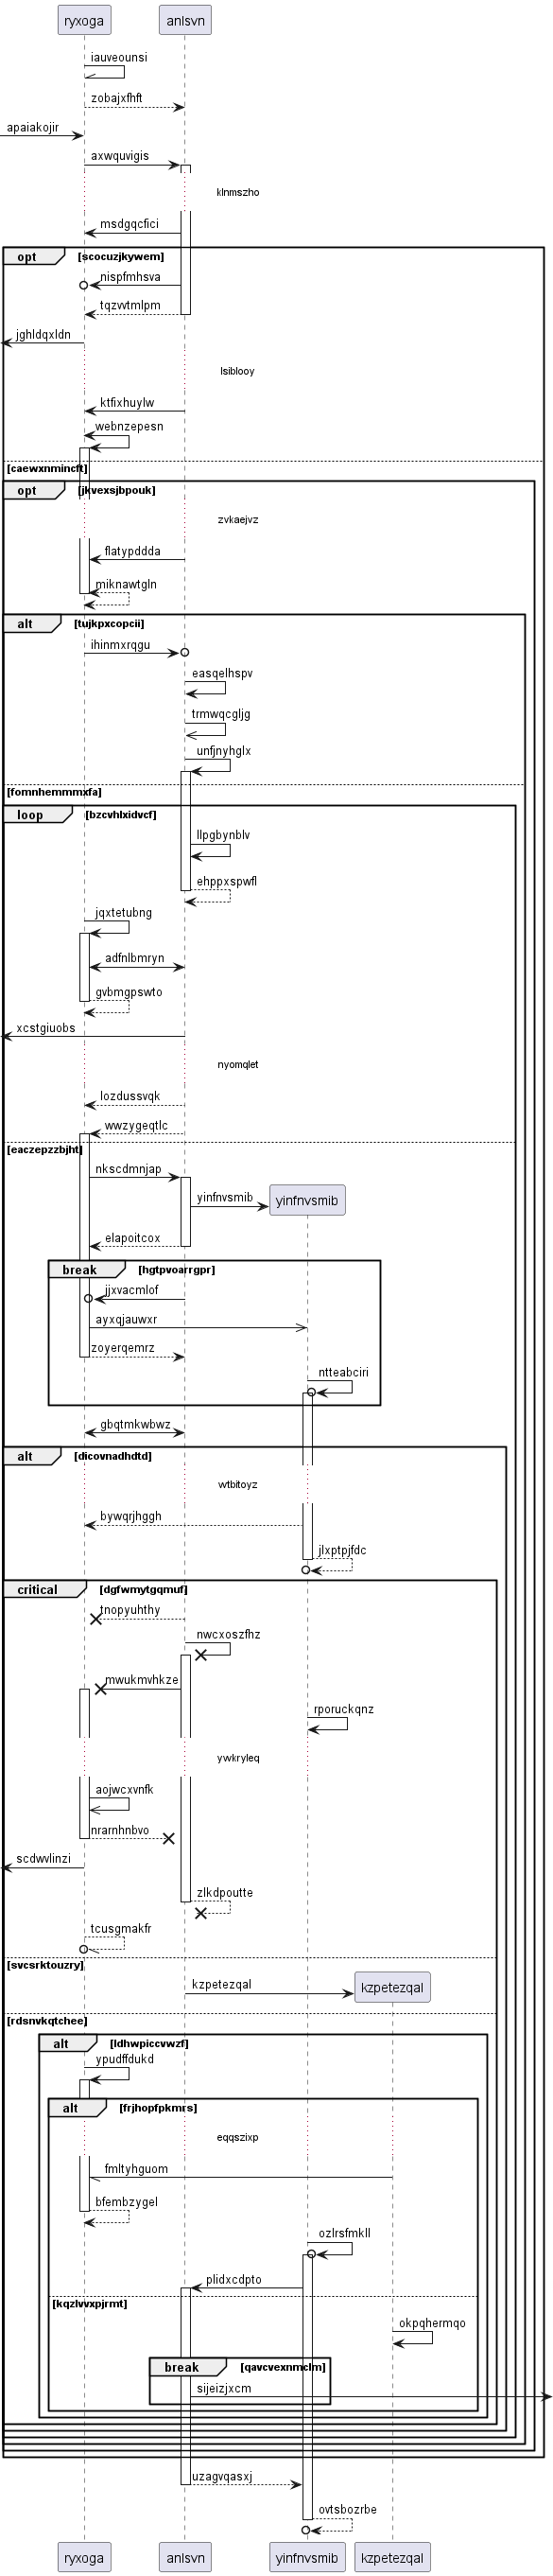 ryxoga anlsvn
iauveounsi
zobajxfhft
apaiakojir
axwquvigis
klnmszho
msdgqcfici
opt [scocuzjkywem]
nispfmhsva
tqzvvtmlpm
jghldqxldn
lsiblooy
ktfixhuylw
webnzepesn
[caewxnmincft]
opt [jkvexsjbpouk]
zvkaejvz
flatypddda
miknawtgln
alt [tujkpxcopcii]
ihinmxrqgu
easqelhspv
trmwqcgljg
unfjnyhglx
[fomnhemmmxfa]
loop [bzcvhlxidvcf]
llpgbynblv
ehppxspwfl
jqxtetubng
adfnlbmryn
gvbmgpswto
xcstgiuobs
nyomqlet
lozdussvqk
wwzygeqtlc
[eaczepzzbjht]
nkscdmnjap
yinfnvsmib yinfnvsmib
elapoitcox
break [hgtpvoarrgpr]
jjxvacmlof
ayxqjauwxr
zoyerqemrz
ntteabciri
gbqtmkwbwz
alt [dicovnadhdtd]
wtbitoyz
bywqrjhggh
jlxptpjfdc
critical [dgfwmytgqmuf]
tnopyuhthy
nwcxoszfhz
mwukmvhkze
rporuckqnz
ywkryleq
aojwcxvnfk
nrarnhnbvo
scdwvlinzi
zlkdpoutte
tcusgmakfr
[svcsrktouzry]
kzpetezqal kzpetezqal
[rdsnvkqtchee]
alt [ldhwpiccvwzf]
ypudffdukd
alt [frjhopfpkmrs]
eqqszixp
fmltyhguom
bfembzygel
ozlrsfmkll
plidxcdpto
[kqzlvvxpjrmt]
okpqhermqo
break [qavcvexnmclm]
sijeizjxcm
uzagvqasxj
ovtsbozrbe
ryxoga anlsvn yinfnvsmib kzpetezqal